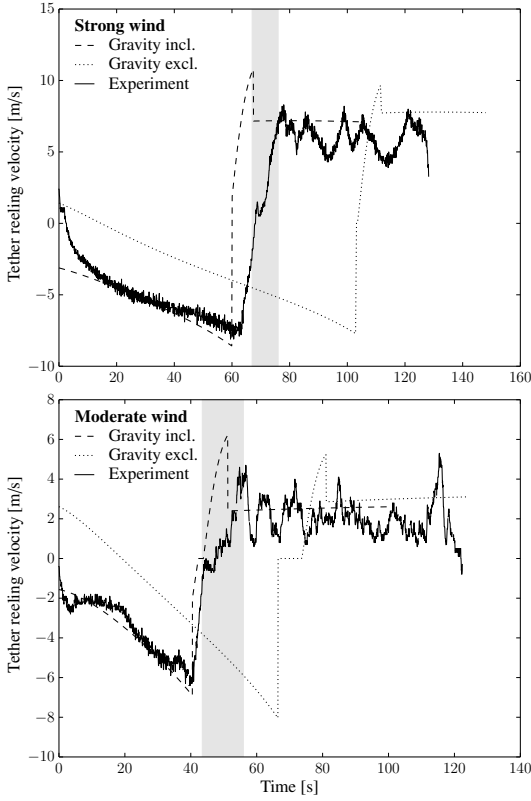 15
10
5
0
−5
−10
Tether reeling velocity [m/s]
Strong wind
Gravity incl.
Gravity excl.
Experiment
0 20 40 60 80 100 120 140 160
8
6
4
2
0
−2
−4
−6
−8
−10
Tether reeling velocity [m/s]
Moderate wind
Gravity incl.
Gravity excl.
Experiment
0 20 40 60 80 100 120 140
Time [s]